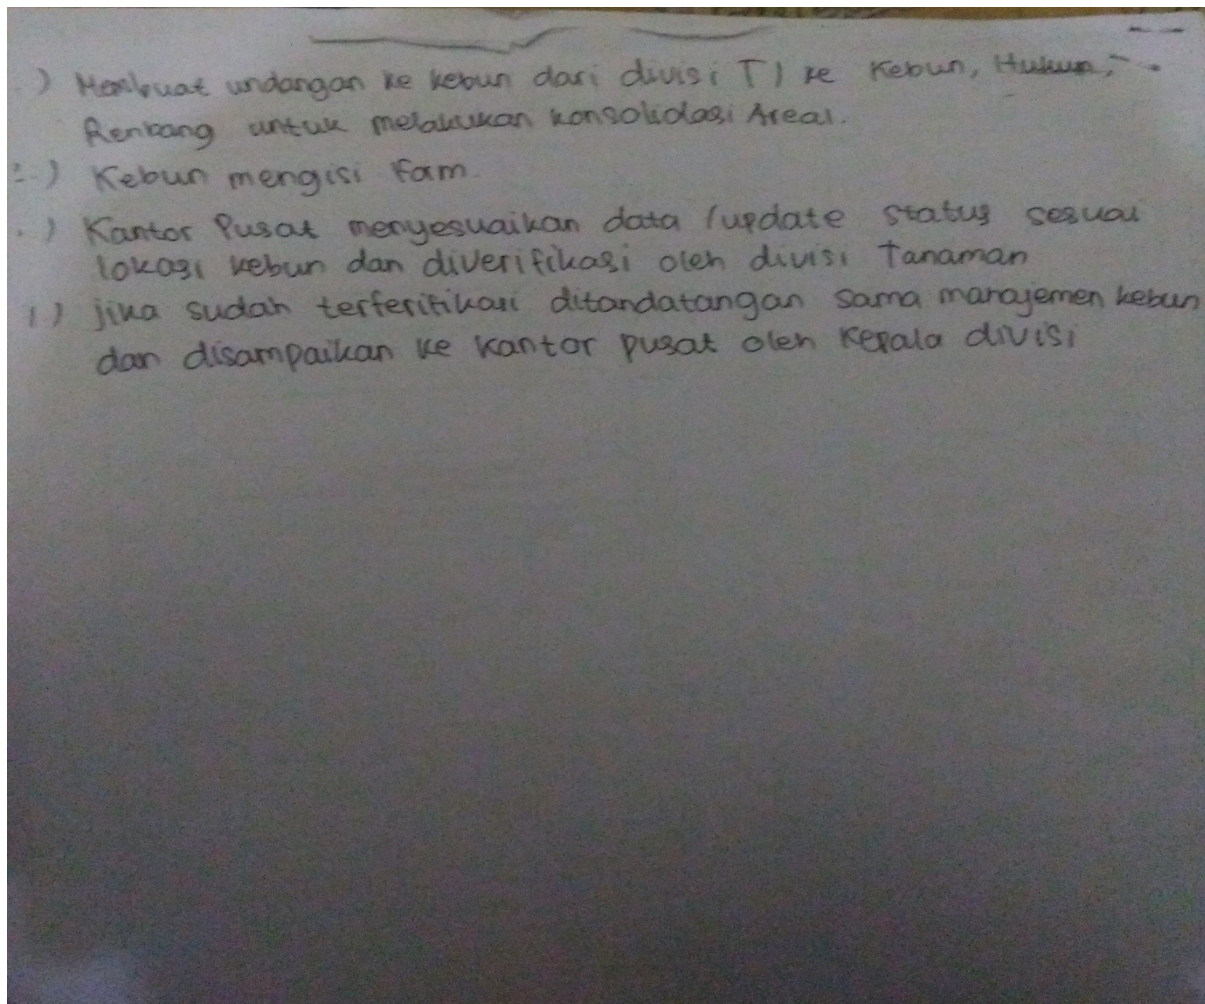 ) Membuat undangan ke kebun dari divisi T) ke Kebun, Hukum,
Renbang untuk melakukan konsolidasi Areal.
2.) Kebun mengisi Form.
.) Kantor Pusat menyesuaikan data / update status sesuai
lokasi kebun dan diverifikasi oleh divisi Tanaman
) jika sudah terferifikasi ditandatangan sama manajemen kebun
dan disampaikan ke kantor pusat oleh Kepala divisi